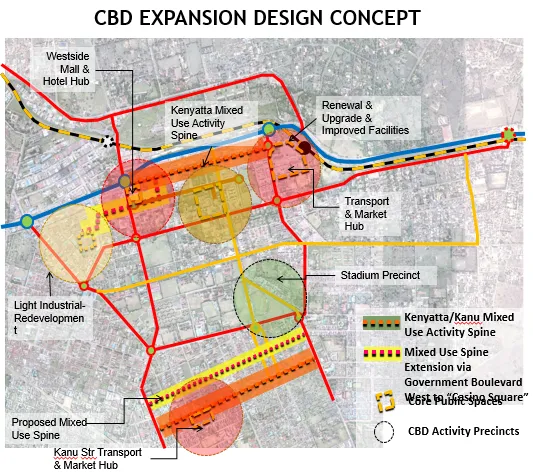 CBD EXPANSION DESIGN CONCEPT
Westside
Mall &
Hotel Hub
Kenyatta Mixed
Use Activity
Spine
Renewal &
Upgrade &
Improved Facilities
Transport
& Market
Hub
Stadium Precinct
Light Industrial-
Redevelopmen
t
Kenyatta/Kanu Mixed
Use Activity Spine
Mixed Use Spine
Extension via
Government Boulevard
West to “Casino Square”
Core Public Spaces
CBD Activity Precincts
Proposed Mixed
Use Spine
Kanu Str Transport
& Market Hub